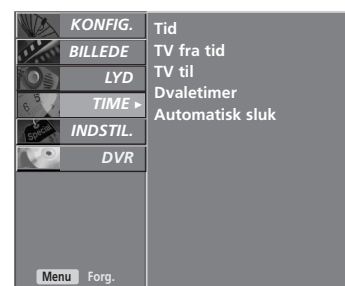 KONFIG.
BILLEDE
LYD
TIME ►
INDSTIL.
DVR
Tid
TV fra tid
TV til
Dvaletimer
Automatisk sluk
Menu Forg.